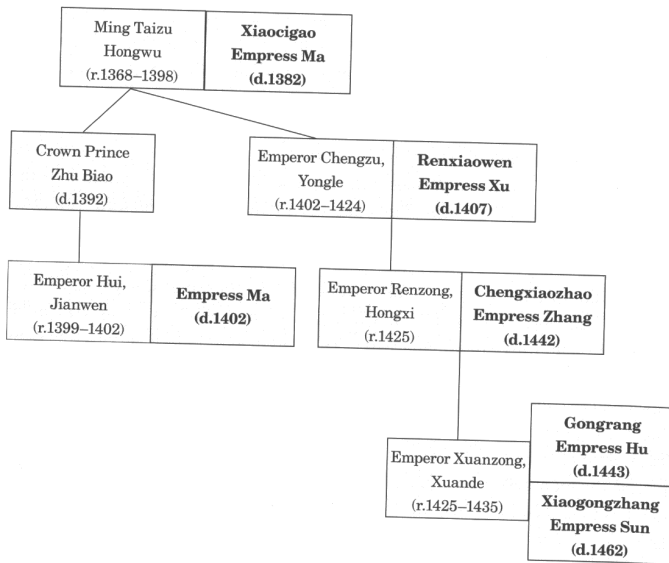 Ming Taizu
Hongwu
(r.1368–1398)
Xiaocigao
Empress Ma
(d.1382)
Crown Prince
Zhu Biao
(d.1392)
Emperor Chengzu,
Yongle
(r.1402–1424)
Renxiaowen
Empress Xu
(d.1407)
Emperor Hui,
Jianwen
(r.1399–1402)
Empress Ma
(d.1402)
Emperor Renzong,
Hongxi
(r.1425)
Chengxiaozhao
Empress Zhang
(d.1442)
Emperor Xuanzong,
Xuande
(r.1425–1435)
Gongrang
Empress Hu
(d.1443)
Xiaogongzhang
Empress Sun
(d.1462)